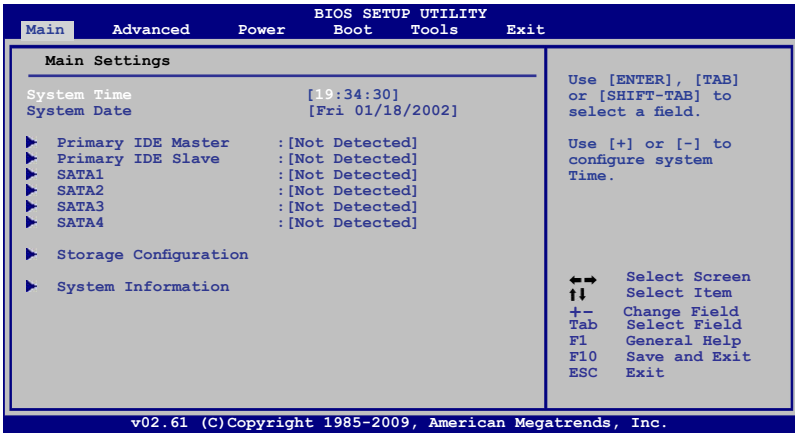 BIOS SETUP UTILITY
Main Advanced Power Boot Tools Exit
Main Settings
System Time [19:34:30]
System Date [Fri 01/18/2002]
Primary IDE Master :[Not Detected]
Primary IDE Slave :[Not Detected]
SATA1 :[Not Detected]
SATA2 :[Not Detected]
SATA3 :[Not Detected]
SATA4 :[Not Detected]
Storage Configuration
System Information
Use [ENTER], [TAB]
or [SHIFT-TAB] to
select a field.
Use [+] or [-] to
configure system
Time.
←→ Select Screen
↑↓ Select Item
+- Change Field
Tab Select Field
F1 General Help
F10 Save and Exit
ESC Exit
v02.61 (C)Copyright 1985-2009, American Megatrends, Inc.